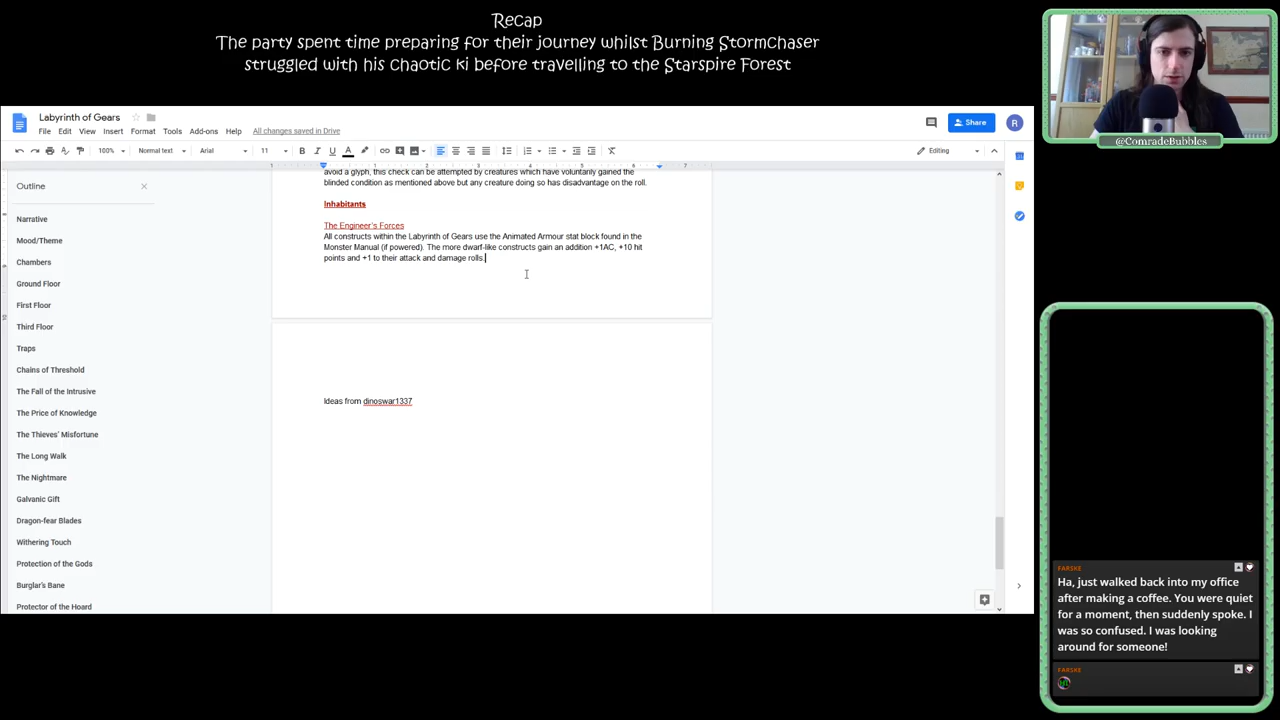 Recap
The party spent time preparing for their journey whilst Burning Stormchaser
struggled with his chaotic ki before travelling to the Starspire Forest
Labyrinth of Gears
File Edit View Insert Format Tools Add-ons Help All changes saved in Drive
Share
R
100% Normal text Arial 11 Editing
Outline
Narrative
Mood/Theme
Chambers
Ground Floor
First Floor
Third Floor
Traps
Chains of Threshold
The Fall of the Intrusive
The Price of Knowledge
The Thieves' Misfortune
The Long Walk
The Nightmare
Galvanic Gift
Dragon-fear Blades
Withering Touch
Protection of the Gods
Burglar's Bane
Protector of the Hoard
avoid a glyph, this check can be attempted by creatures which have voluntarily gained the
blinded condition as mentioned above but any creature doing so has disadvantage on the roll.
Inhabitants
The Engineer's Forces
All constructs within the Labyrinth of Gears use the Animated Armour stat block found in the
Monster Manual (if powered). The more dwarf-like constructs gain an addition +1AC, +10 hit
points and +1 to their attack and damage rolls.
Ideas from dinoswar1337
@ComradeBubbles
FARSKE
Ha, just walked back into my office
after making a coffee. You were quiet
for a moment, then suddenly spoke. I
was so confused. I was looking
around for someone!
FARSKE